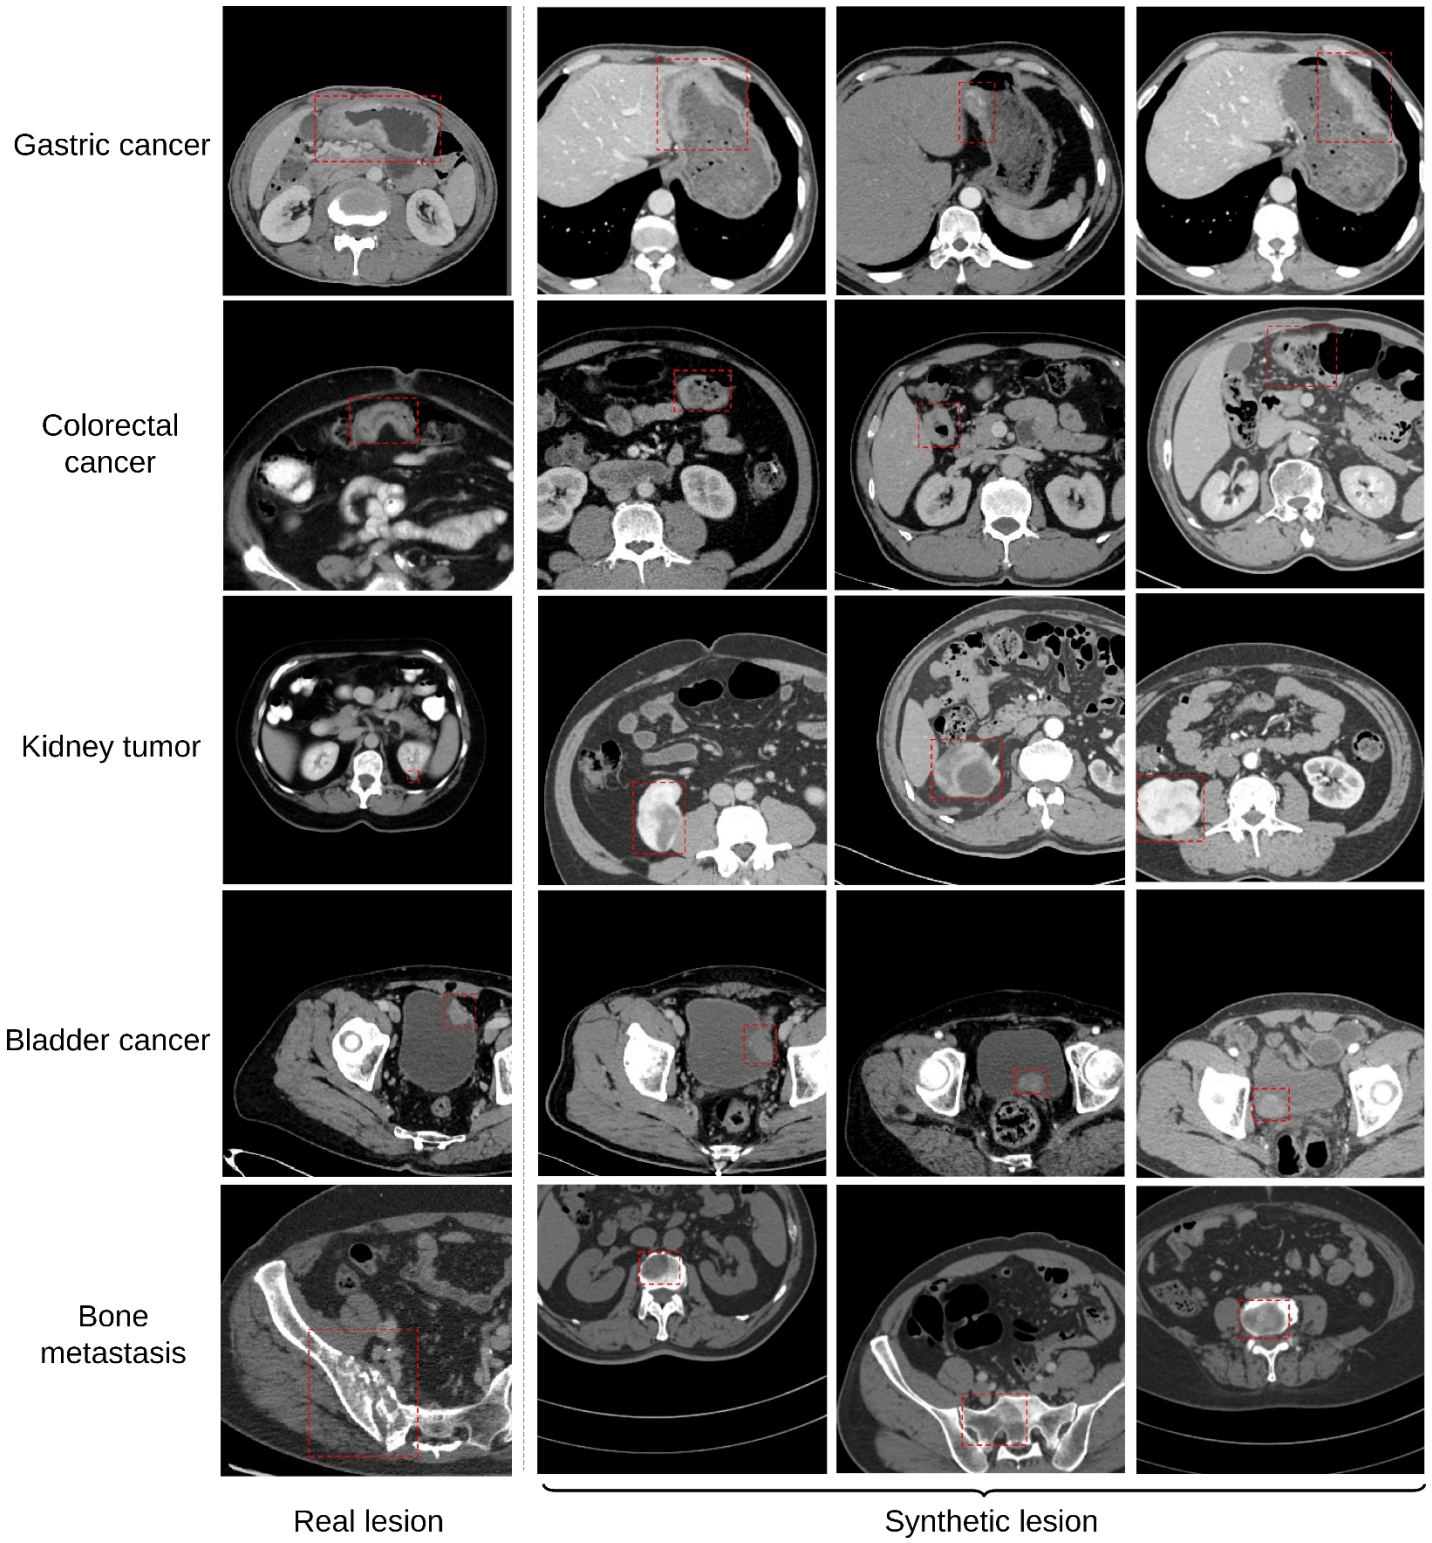 Gastric cancer
Colorectal
cancer
Kidney tumor
Bladder cancer
Bone
metastasis
Real lesion
Synthetic lesion